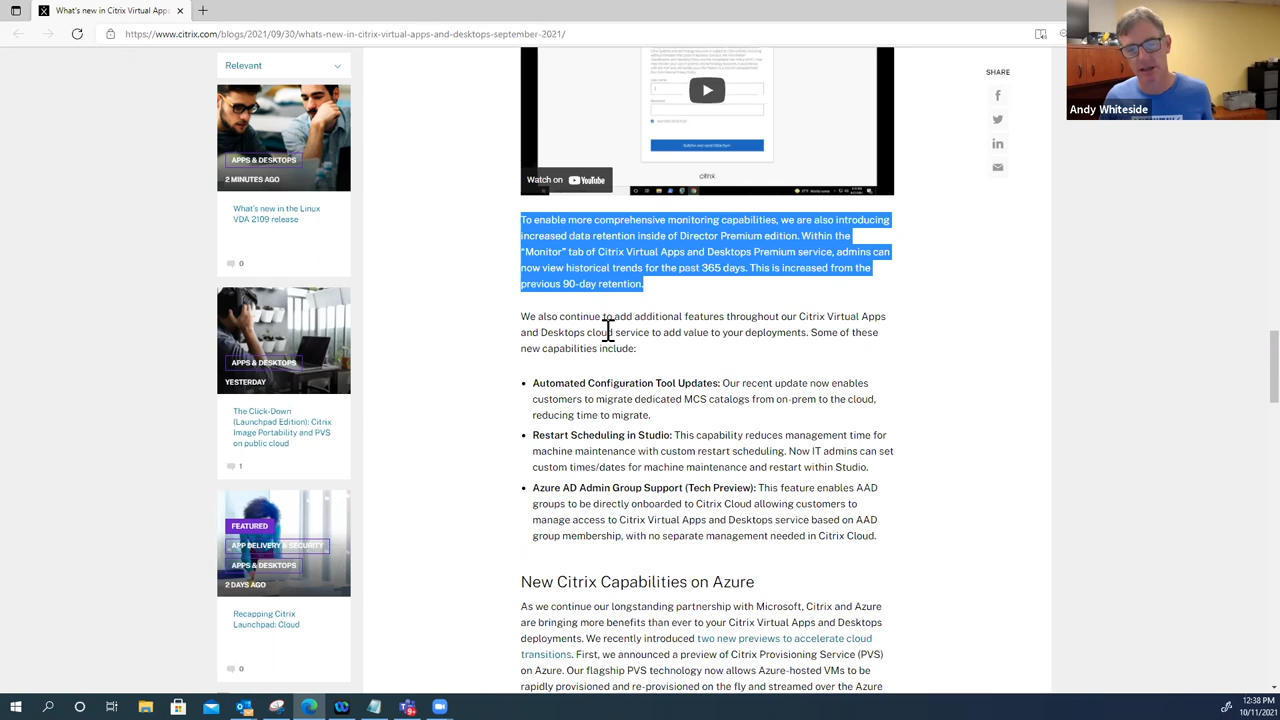 What's new in Citrix Virtual Apps
https://www.citrix.com/blogs/2021/09/30/whats-new-in-citrix-virtual-apps-and-desktops-september-2021/
Andy Whiteside
Relevant
APPS & DESKTOPS
2 MINUTES AGO
What's new in the Linux
VDA 2109 release
0
APPS & DESKTOPS
YESTERDAY
The Click-Down
(Launchpad Edition): Citrix
Image Portability and PVS
on public cloud
1
FEATURED
APP DELIVERY & SECURITY
APPS & DESKTOPS
2 DAYS AGO
Recapping Citrix
Launchpad: Cloud
0
citrix
Watch on YouTube
To enable more comprehensive monitoring capabilities, we are also introducing
increased data retention inside of Director Premium edition. Within the
“Monitor” tab of Citrix Virtual Apps and Desktops Premium service, admins can
now view historical trends for the past 365 days. This is increased from the
previous 90-day retention.
We also continue to add additional features throughout our Citrix Virtual Apps
and Desktops cloud service to add value to your deployments. Some of these
new capabilities include:
• Automated Configuration Tool Updates: Our recent update now enables
customers to migrate dedicated MCS catalogs from on-prem to the cloud,
reducing time to migrate.
• Restart Scheduling in Studio: This capability reduces management time for
machine maintenance with custom restart scheduling. Now IT admins can set
custom times/dates for machine maintenance and restart within Studio.
• Azure AD Admin Group Support (Tech Preview): This feature enables AAD
groups to be directly onboarded to Citrix Cloud allowing customers to
manage access to Citrix Virtual Apps and Desktops service based on AAD
group membership, with no separate management needed in Citrix Cloud.
New Citrix Capabilities on Azure
As we continue our longstanding partnership with Microsoft, Citrix and Azure
are bringing more benefits than ever to your Citrix Virtual Apps and Desktops
deployments. We recently introduced two new previews to accelerate cloud
transitions. First, we announced a preview of Citrix Provisioning Service (PVS)
on Azure. Our flagship PVS technology now allows Azure-hosted VMs to be
rapidly provisioned and re-provisioned on the fly and streamed over the Azure
SHARE
12:38 PM
10/11/2021